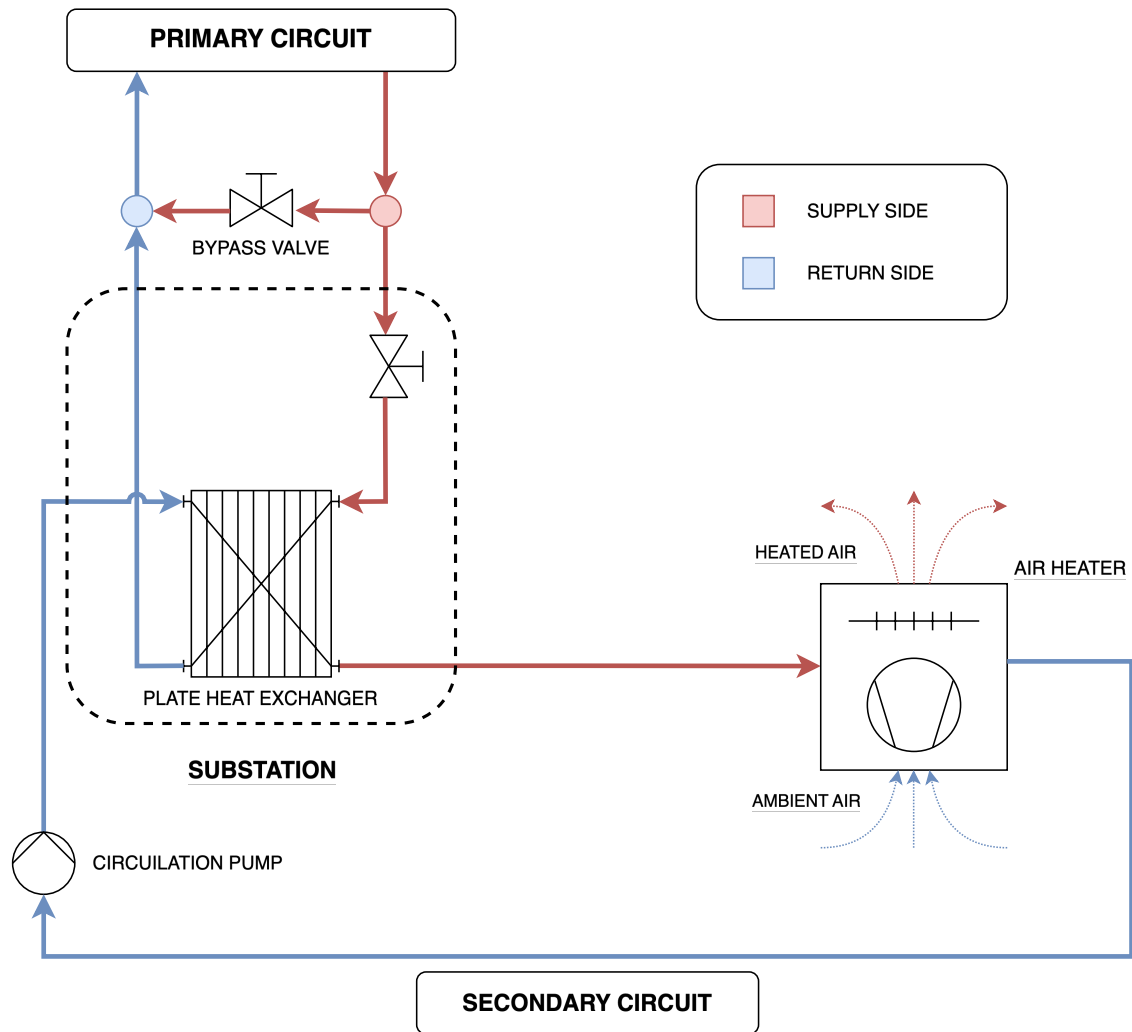 PRIMARY CIRCUIT
BYPASS VALVE
SUPPLY SIDE
RETURN SIDE
HEATED AIR
AIR HEATER
PLATE HEAT EXCHANGER
SUBSTATION
AMBIENT AIR
CIRCUILATION PUMP
SECONDARY CIRCUIT